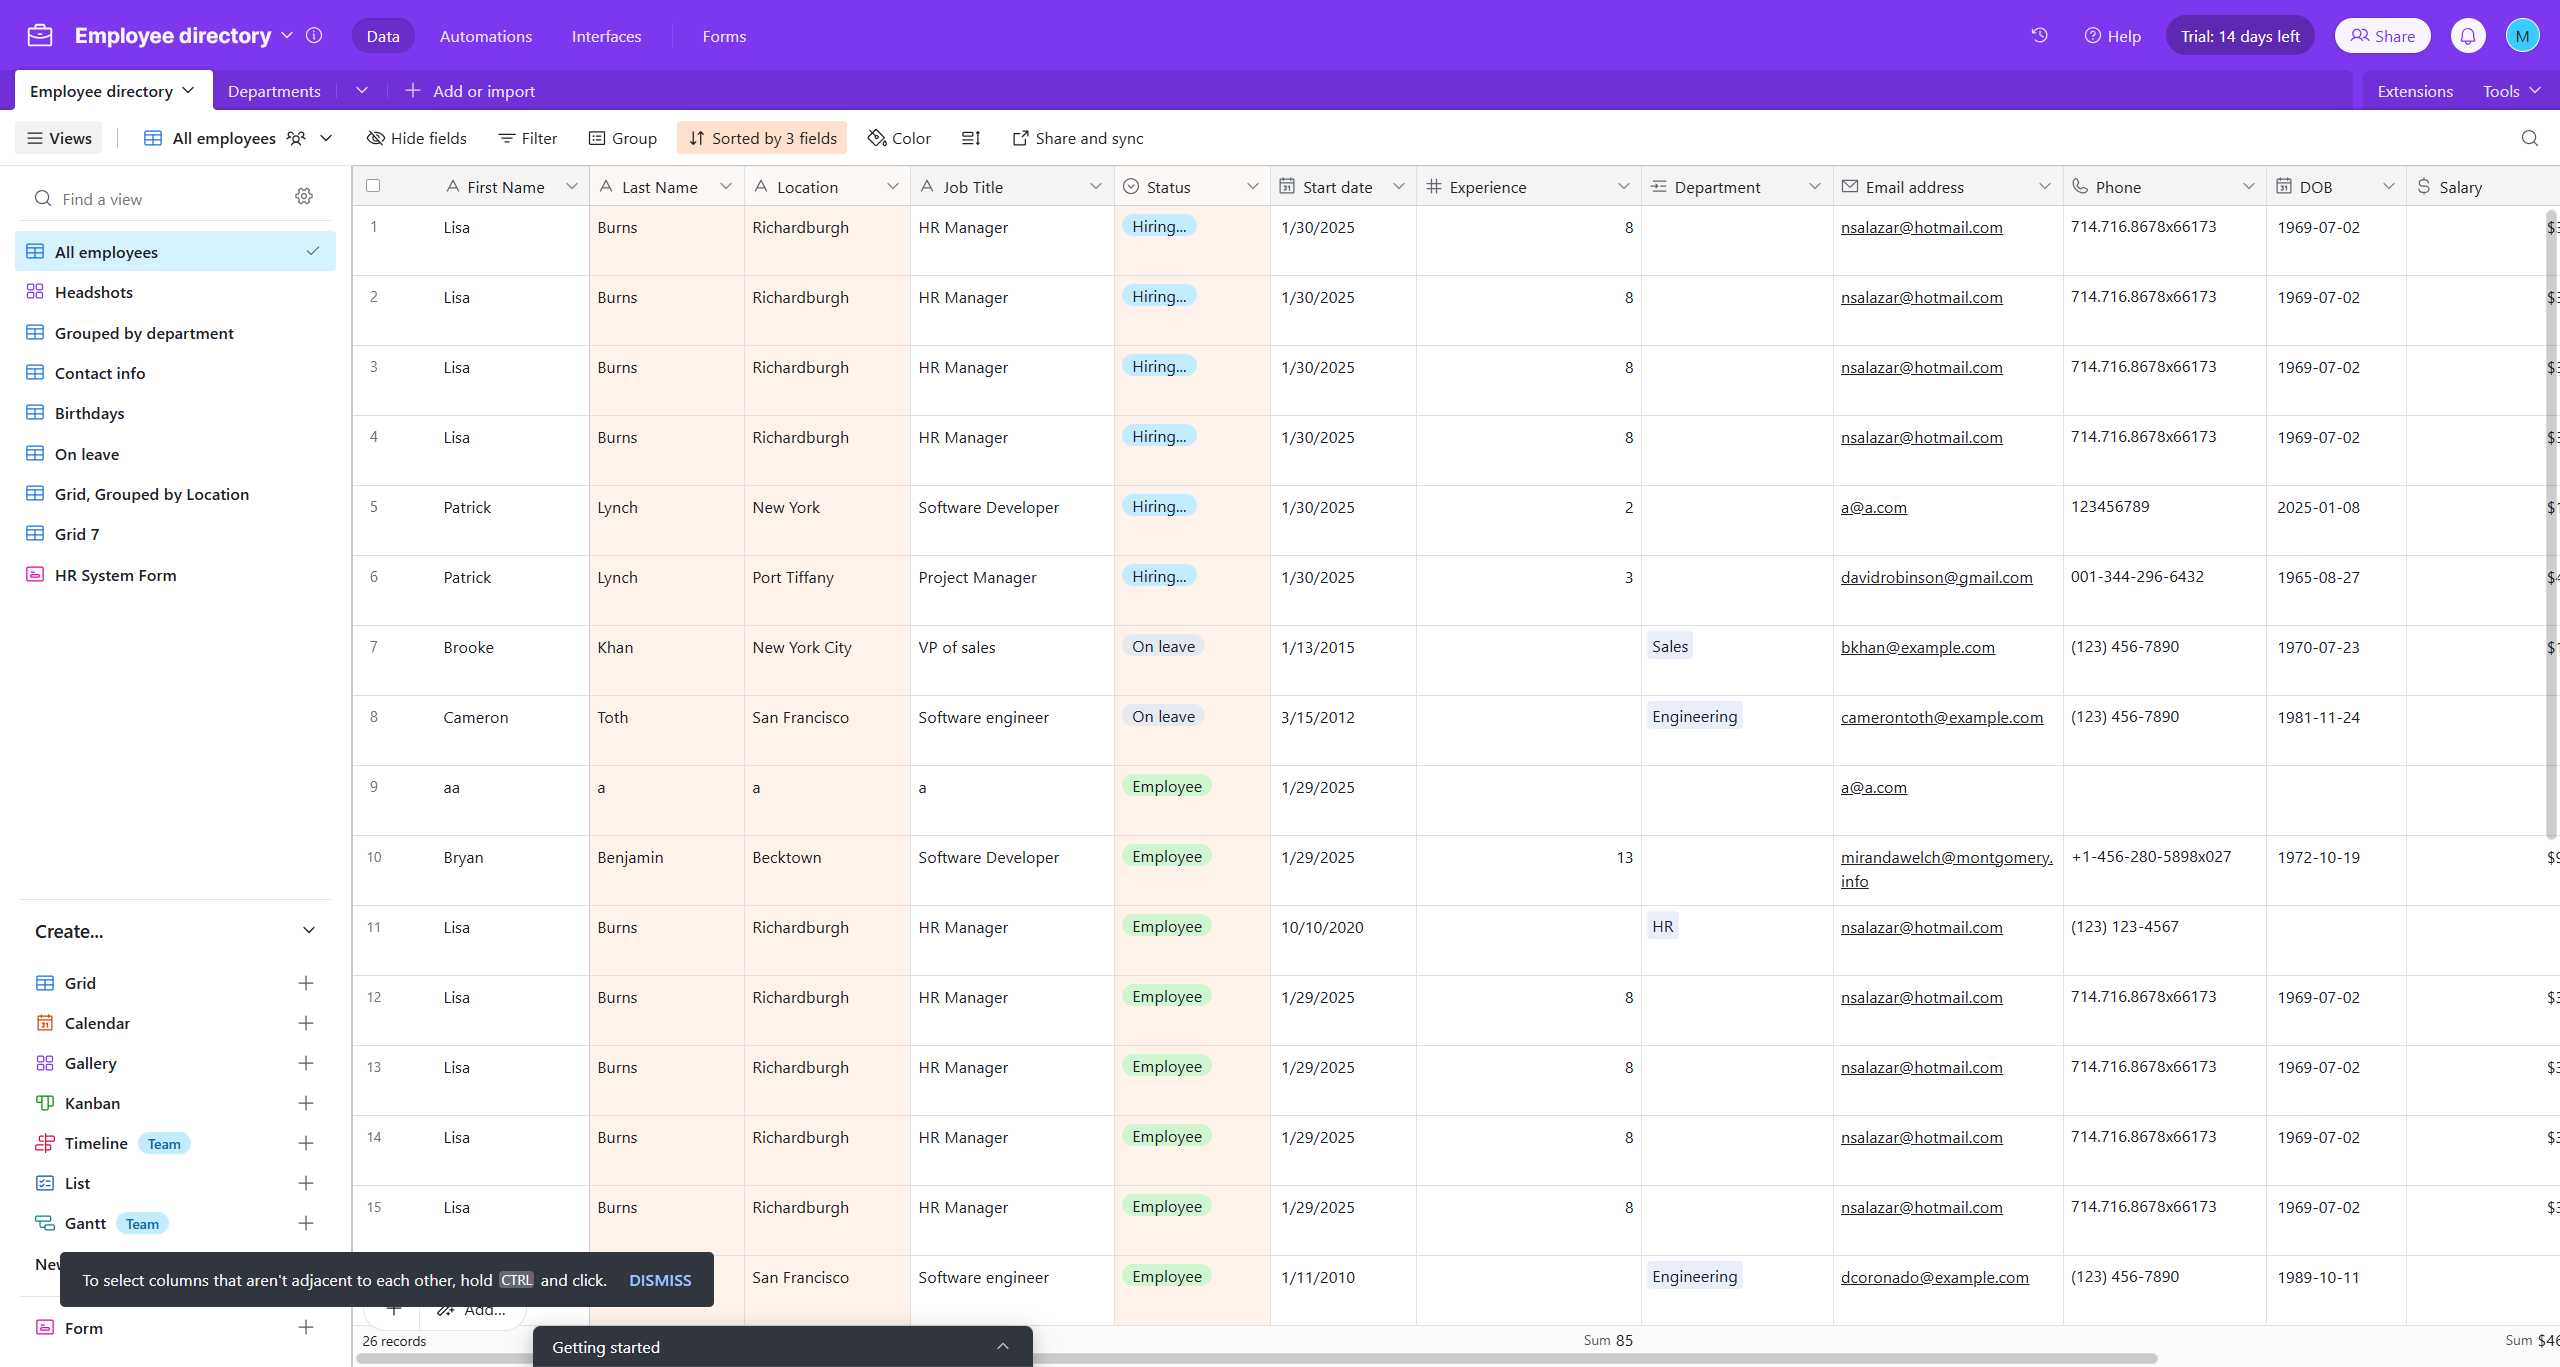 Employee directory
Data
Automations
Interfaces
Forms
Help
Trial: 14 days left
Share
M
Employee directory
Departments
Add or import
Extensions
Tools
Views
All employees
Hide fields
Filter
Group
Sorted by 3 fields
Color
Share and sync
Find a view
All employees
Headshots
Grouped by department
Contact info
Birthdays
On leave
Grid, Grouped by Location
Grid 7
HR System Form
Create...
Grid
Calendar
Gallery
Kanban
Timeline Team
List
Gantt Team
Form
First Name Last Name Location Job Title Status Start date Experience Department Email address Phone DOB Salary
1 Lisa Burns Richardburgh HR Manager Hiring... 1/30/2025 8 nsalazar@hotmail.com 714.716.8678x66173 1969-07-02
2 Lisa Burns Richardburgh HR Manager Hiring... 1/30/2025 8 nsalazar@hotmail.com 714.716.8678x66173 1969-07-02
3 Lisa Burns Richardburgh HR Manager Hiring... 1/30/2025 8 nsalazar@hotmail.com 714.716.8678x66173 1969-07-02
4 Lisa Burns Richardburgh HR Manager Hiring... 1/30/2025 8 nsalazar@hotmail.com 714.716.8678x66173 1969-07-02
5 Patrick Lynch New York Software Developer Hiring... 1/30/2025 2 a@a.com 123456789 2025-01-08
6 Patrick Lynch Port Tiffany Project Manager Hiring... 1/30/2025 3 davidrobinson@gmail.com 001-344-296-6432 1965-08-27
7 Brooke Khan New York City VP of sales On leave 1/13/2015 Sales bkhan@example.com (123) 456-7890 1970-07-23
8 Cameron Toth San Francisco Software engineer On leave 3/15/2012 Engineering camerontoth@example.com (123) 456-7890 1981-11-24
9 aa a a a Employee 1/29/2025 a@a.com
10 Bryan Benjamin Becktown Software Developer Employee 1/29/2025 13 mirandawelch@montgomery. +1-456-280-5898x027 1972-10-19
info
11 Lisa Burns Richardburgh HR Manager Employee 10/10/2020 HR nsalazar@hotmail.com (123) 123-4567
12 Lisa Burns Richardburgh HR Manager Employee 1/29/2025 8 nsalazar@hotmail.com 714.716.8678x66173 1969-07-02
13 Lisa Burns Richardburgh HR Manager Employee 1/29/2025 8 nsalazar@hotmail.com 714.716.8678x66173 1969-07-02
14 Lisa Burns Richardburgh HR Manager Employee 1/29/2025 8 nsalazar@hotmail.com 714.716.8678x66173 1969-07-02
15 Lisa Burns Richardburgh HR Manager Employee 1/29/2025 8 nsalazar@hotmail.com 714.716.8678x66173 1969-07-02
San Francisco Software engineer Employee 1/11/2010 Engineering dcoronado@example.com (123) 456-7890 1989-10-11
To select columns that aren't adjacent to each other, hold CTRL and click. DISMISS
Add...
26 records
Getting started
Sum 85
Sum